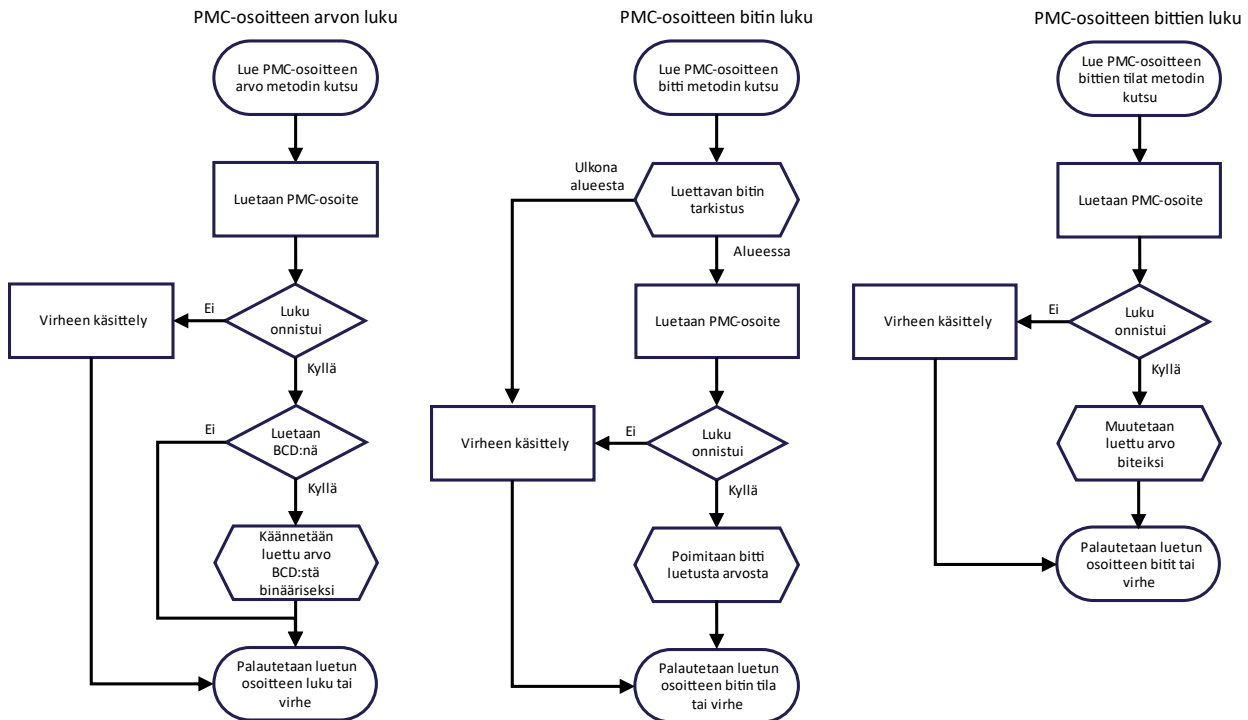 PMC-osoitteen arvon luku
Lue PMC-osoitteen
arvo metodin kutsu
Luetaan PMC-osoite
Luku
onnistui
Ei
Virheen käsittely
Kyllä
Luetaan
BCD:nä
Ei
Kyllä
Käännetään
luettu arvo
BCD:stä
binääriseksi
Palautetaan luetun
osoitteen luku tai
virhe
PMC-osoitteen bitin luku
Lue PMC-osoitteen
bitti metodin kutsu
Ulkona
alueesta
Luettavan bitin
tarkistus
Alueessa
Luetaan PMC-osoite
Virheen käsittely
Ei
Luku
onnistui
Kyllä
Poimitaan bitti
luetusta arvosta
Palautetaan luetun
osoitteen bitin tila
tai virhe
PMC-osoitteen bittien luku
Lue PMC-osoitteen
bittien tilat metodin
kutsu
Luetaan PMC-osoite
Virheen käsittely
Ei
Luku
onnistui
Kyllä
Muutetaan
luettu arvo
biteiksi
Palautetaan luetun
osoitteen bitit tai
virhe